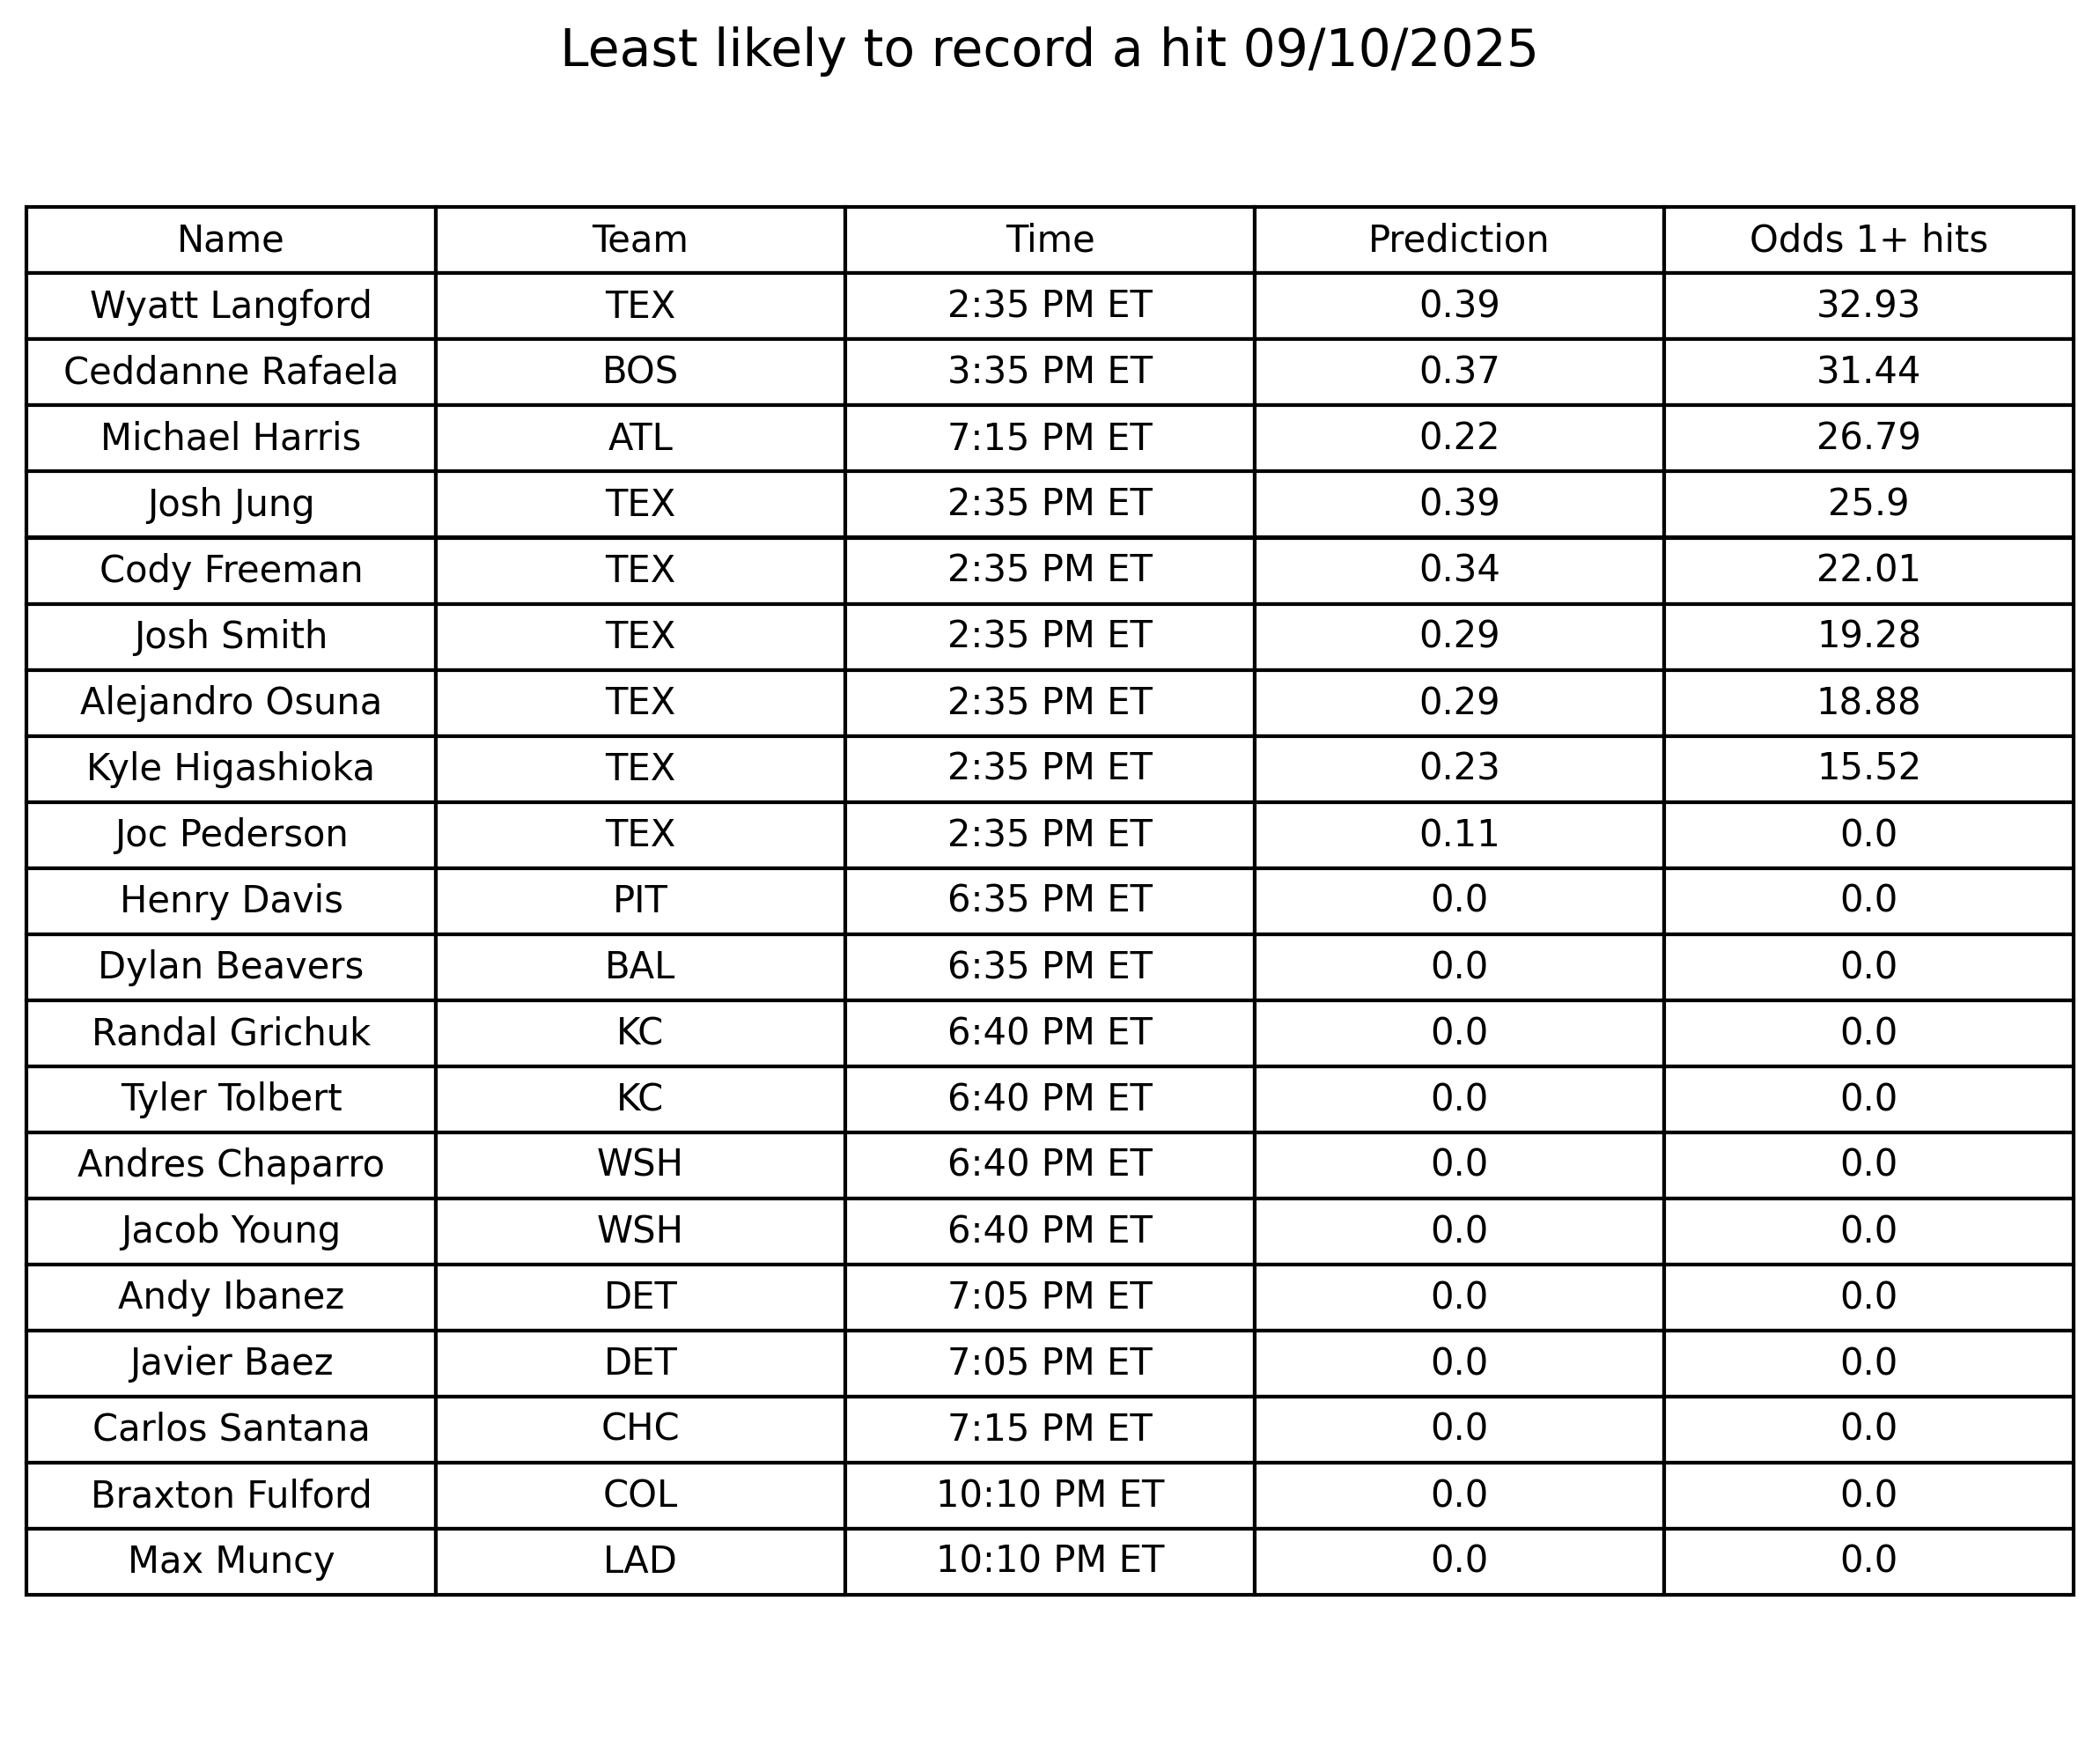 Least likely to record a hit 09/10/2025
Name Team Time Prediction Odds 1+ hits
Wyatt Langford TEX 2:35 PM ET 0.39 32.93
Ceddanne Rafaela BOS 3:35 PM ET 0.37 31.44
Michael Harris ATL 7:15 PM ET 0.22 26.79
Josh Jung TEX 2:35 PM ET 0.39 25.9
Cody Freeman TEX 2:35 PM ET 0.34 22.01
Josh Smith TEX 2:35 PM ET 0.29 19.28
Alejandro Osuna TEX 2:35 PM ET 0.29 18.88
Kyle Higashioka TEX 2:35 PM ET 0.23 15.52
Joc Pederson TEX 2:35 PM ET 0.11 0.0
Henry Davis PIT 6:35 PM ET 0.0 0.0
Dylan Beavers BAL 6:35 PM ET 0.0 0.0
Randal Grichuk KC 6:40 PM ET 0.0 0.0
Tyler Tolbert KC 6:40 PM ET 0.0 0.0
Andres Chaparro WSH 6:40 PM ET 0.0 0.0
Jacob Young WSH 6:40 PM ET 0.0 0.0
Andy Ibanez DET 7:05 PM ET 0.0 0.0
Javier Baez DET 7:05 PM ET 0.0 0.0
Carlos Santana CHC 7:15 PM ET 0.0 0.0
Braxton Fulford COL 10:10 PM ET 0.0 0.0
Max Muncy LAD 10:10 PM ET 0.0 0.0